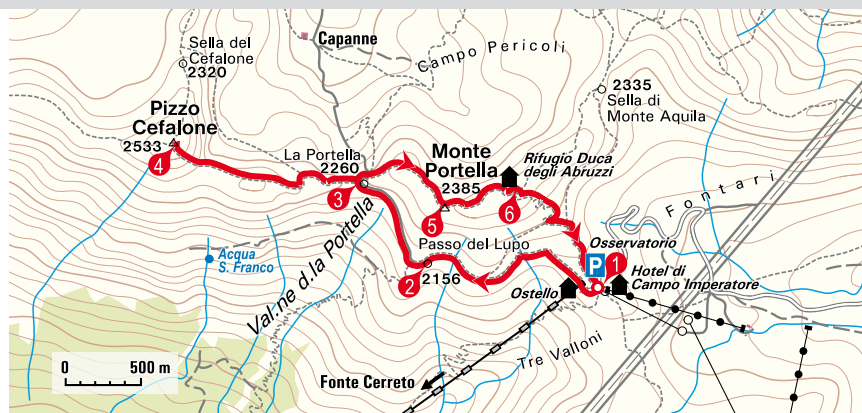 Sella del
Cefalone
2320
Capanne
Campo Pericoli
2335
Sella di
Monte Aquila
Pizzo
Cefalone
2533
4
La Portella
2260
3
Monte
Portella
2385
5
Rifugio Duca
degli Abruzzi
6
Fontari
Osservatorio
P
1
Hotel di
Campo Imperatore
Passo del Lupo
2
2156
Ostello
Acqua
S. Franco
Val.ne d.la Portella
Tre Valloni
Fonte Cerreto
0 500 m